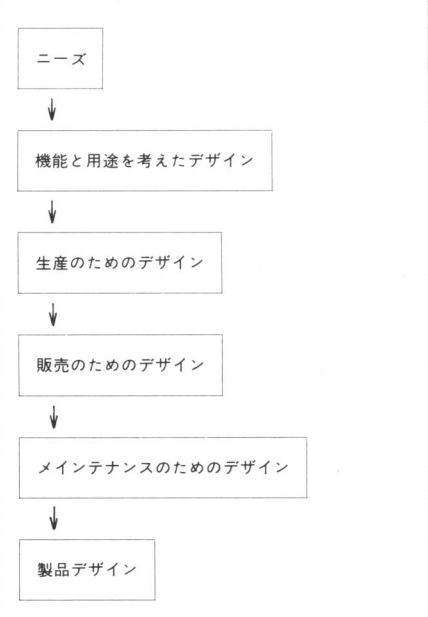 ニーズ
機能と用途を考えたデザイン
生産のためのデザイン
販売のためのデザイン
メインテナンスのためのデザイン
製品デザイン